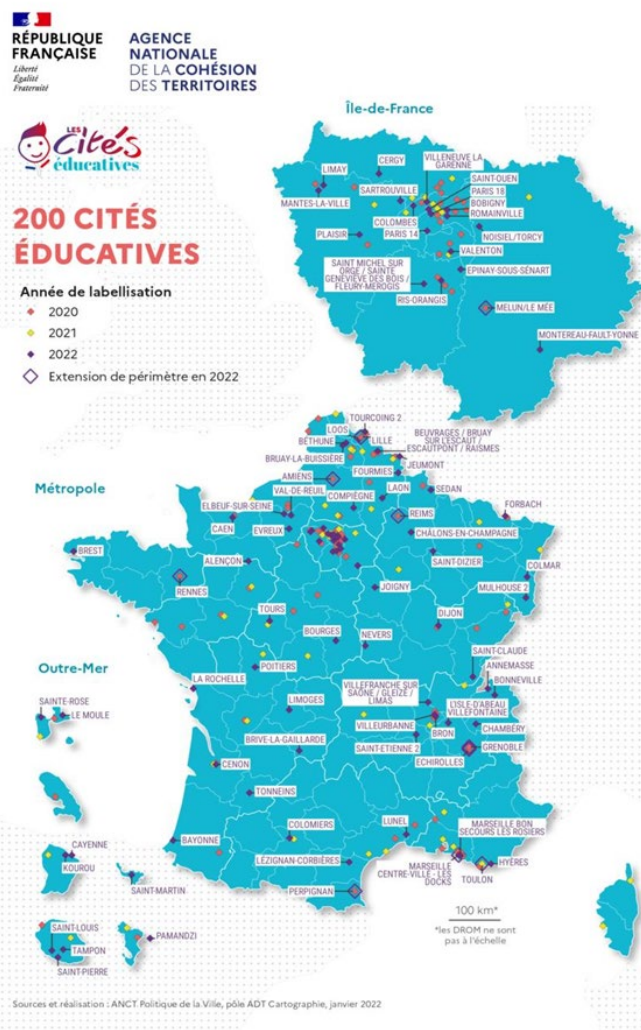 RÉPUBLIQUE
FRANÇAISE
Liberté
Égalité
Fraternité
AGENCE
NATIONALE
DE LA COHÉSION
DES TERRITOIRES
LES
Cités
éducatives
200 CITÉS
ÉDUCATIVES
Année de labellisation
2020
2021
2022
Extension de périmètre en 2022
Île-de-France
CERGY
VILLENEUVE LA
GARENNE
LIMAY
SAINT-OUEN
SARTROUVILLE
PARIS 18
MANTES-LA-VILLE
BOBIGNY
ROMAINVILLE
COLOMBES
PLAISIR
PARIS 14
NOISIEL/TORCY
VALENTON
SAINT MICHEL SUR
ORGE / SAINTE
GENEVIÈVE DES BOIS /
FLEURY-MEROGIS
EPINAY-SOUS-SÉNART
RIS-ORANGIS
MELUN/LE MÉE
MONTEREAU-FAULT-YONNE
Métropole
TOURCOING 2
LOOS
LILLE
BEUVRAGES / BRUAY
SUR L'ESCAUT /
ESCAUTPONT / RAISMES
BÉTHUNE
BRUAY-LA-BUISSIÈRE
JEUMONT
FOURMIES
AMIENS
LAON
SEDAN
VAL-DE-REUIL
COMPIÈGNE
ELBEUF-SUR-SEINE
REIMS
FORBACH
CAEN
EVREUX
CHÂLONS-EN-CHAMPAGNE
BREST
ALENÇON
SAINT-DIZIER
COLMAR
RENNES
JOIGNY
MULHOUSE 2
TOURS
DIJON
BOURGES
NEVERS
SAINT-CLAUDE
POITIERS
ANNEMASSE
LA ROCHELLE
VILLEFRANCHE SUR
SAÔNE / GLEIZÉ /
LIMAS
BONNEVILLE
LIMOGES
L'ISLE-D'ABEAU
VILLEFONTAINE
VILLEURBANNE
CHAMBÉRY
BRON
BRIVE-LA-GAILLARDE
SAINT-ETIENNE 2
GRENOBLE
ECHIROLLES
CENON
TONNEINS
COLOMIERS
LUNEL
MARSEILLE BON
SECOURS LES ROSIERS
BAYONNE
LÉZIGNAN-CORBIÈRES
MARSEILLE
CENTRE-VILLE - LES
DOCKS
HYÈRES
TOULON
PERPIGNAN
Outre-Mer
SAINTE-ROSE
LE MOULE
CAYENNE
KOUROU
SAINT-MARTIN
SAINT-LOUIS
PAMANDZI
TAMPON
SAINT-PIERRE
100 km*
*les DROM ne sont
pas à l'échelle
Sources et réalisation : ANCT Politique de la Ville, pôle ADT Cartographie, janvier 2022